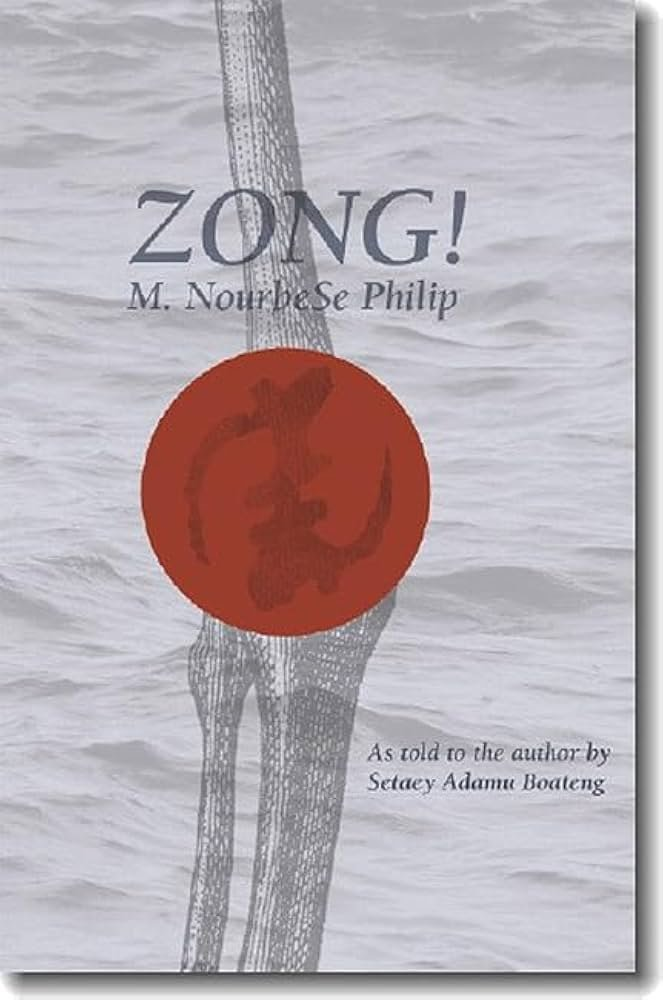 ZONG!
M. NourbeSe Philip
As told to the author by
Setaey Adamu Boateng